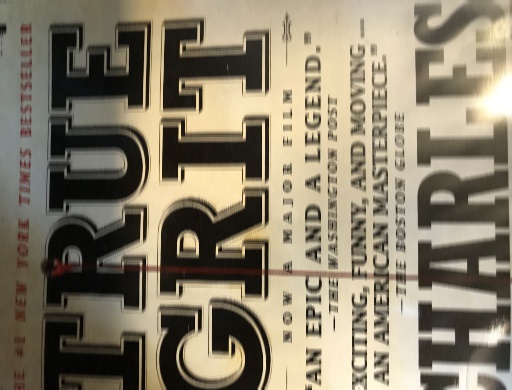 HE #1 NEW YORK TIMES BESTSELLER
TRUE
GRIT
NOW A MAJOR FILM
"AN EPIC AND A LEGEND."
—THE WASHINGTON POST
EXCITING, FUNNY, AND MOVING....
AN AMERICAN MASTERPIECE."
—THE BOSTON GLOBE
CHARLES